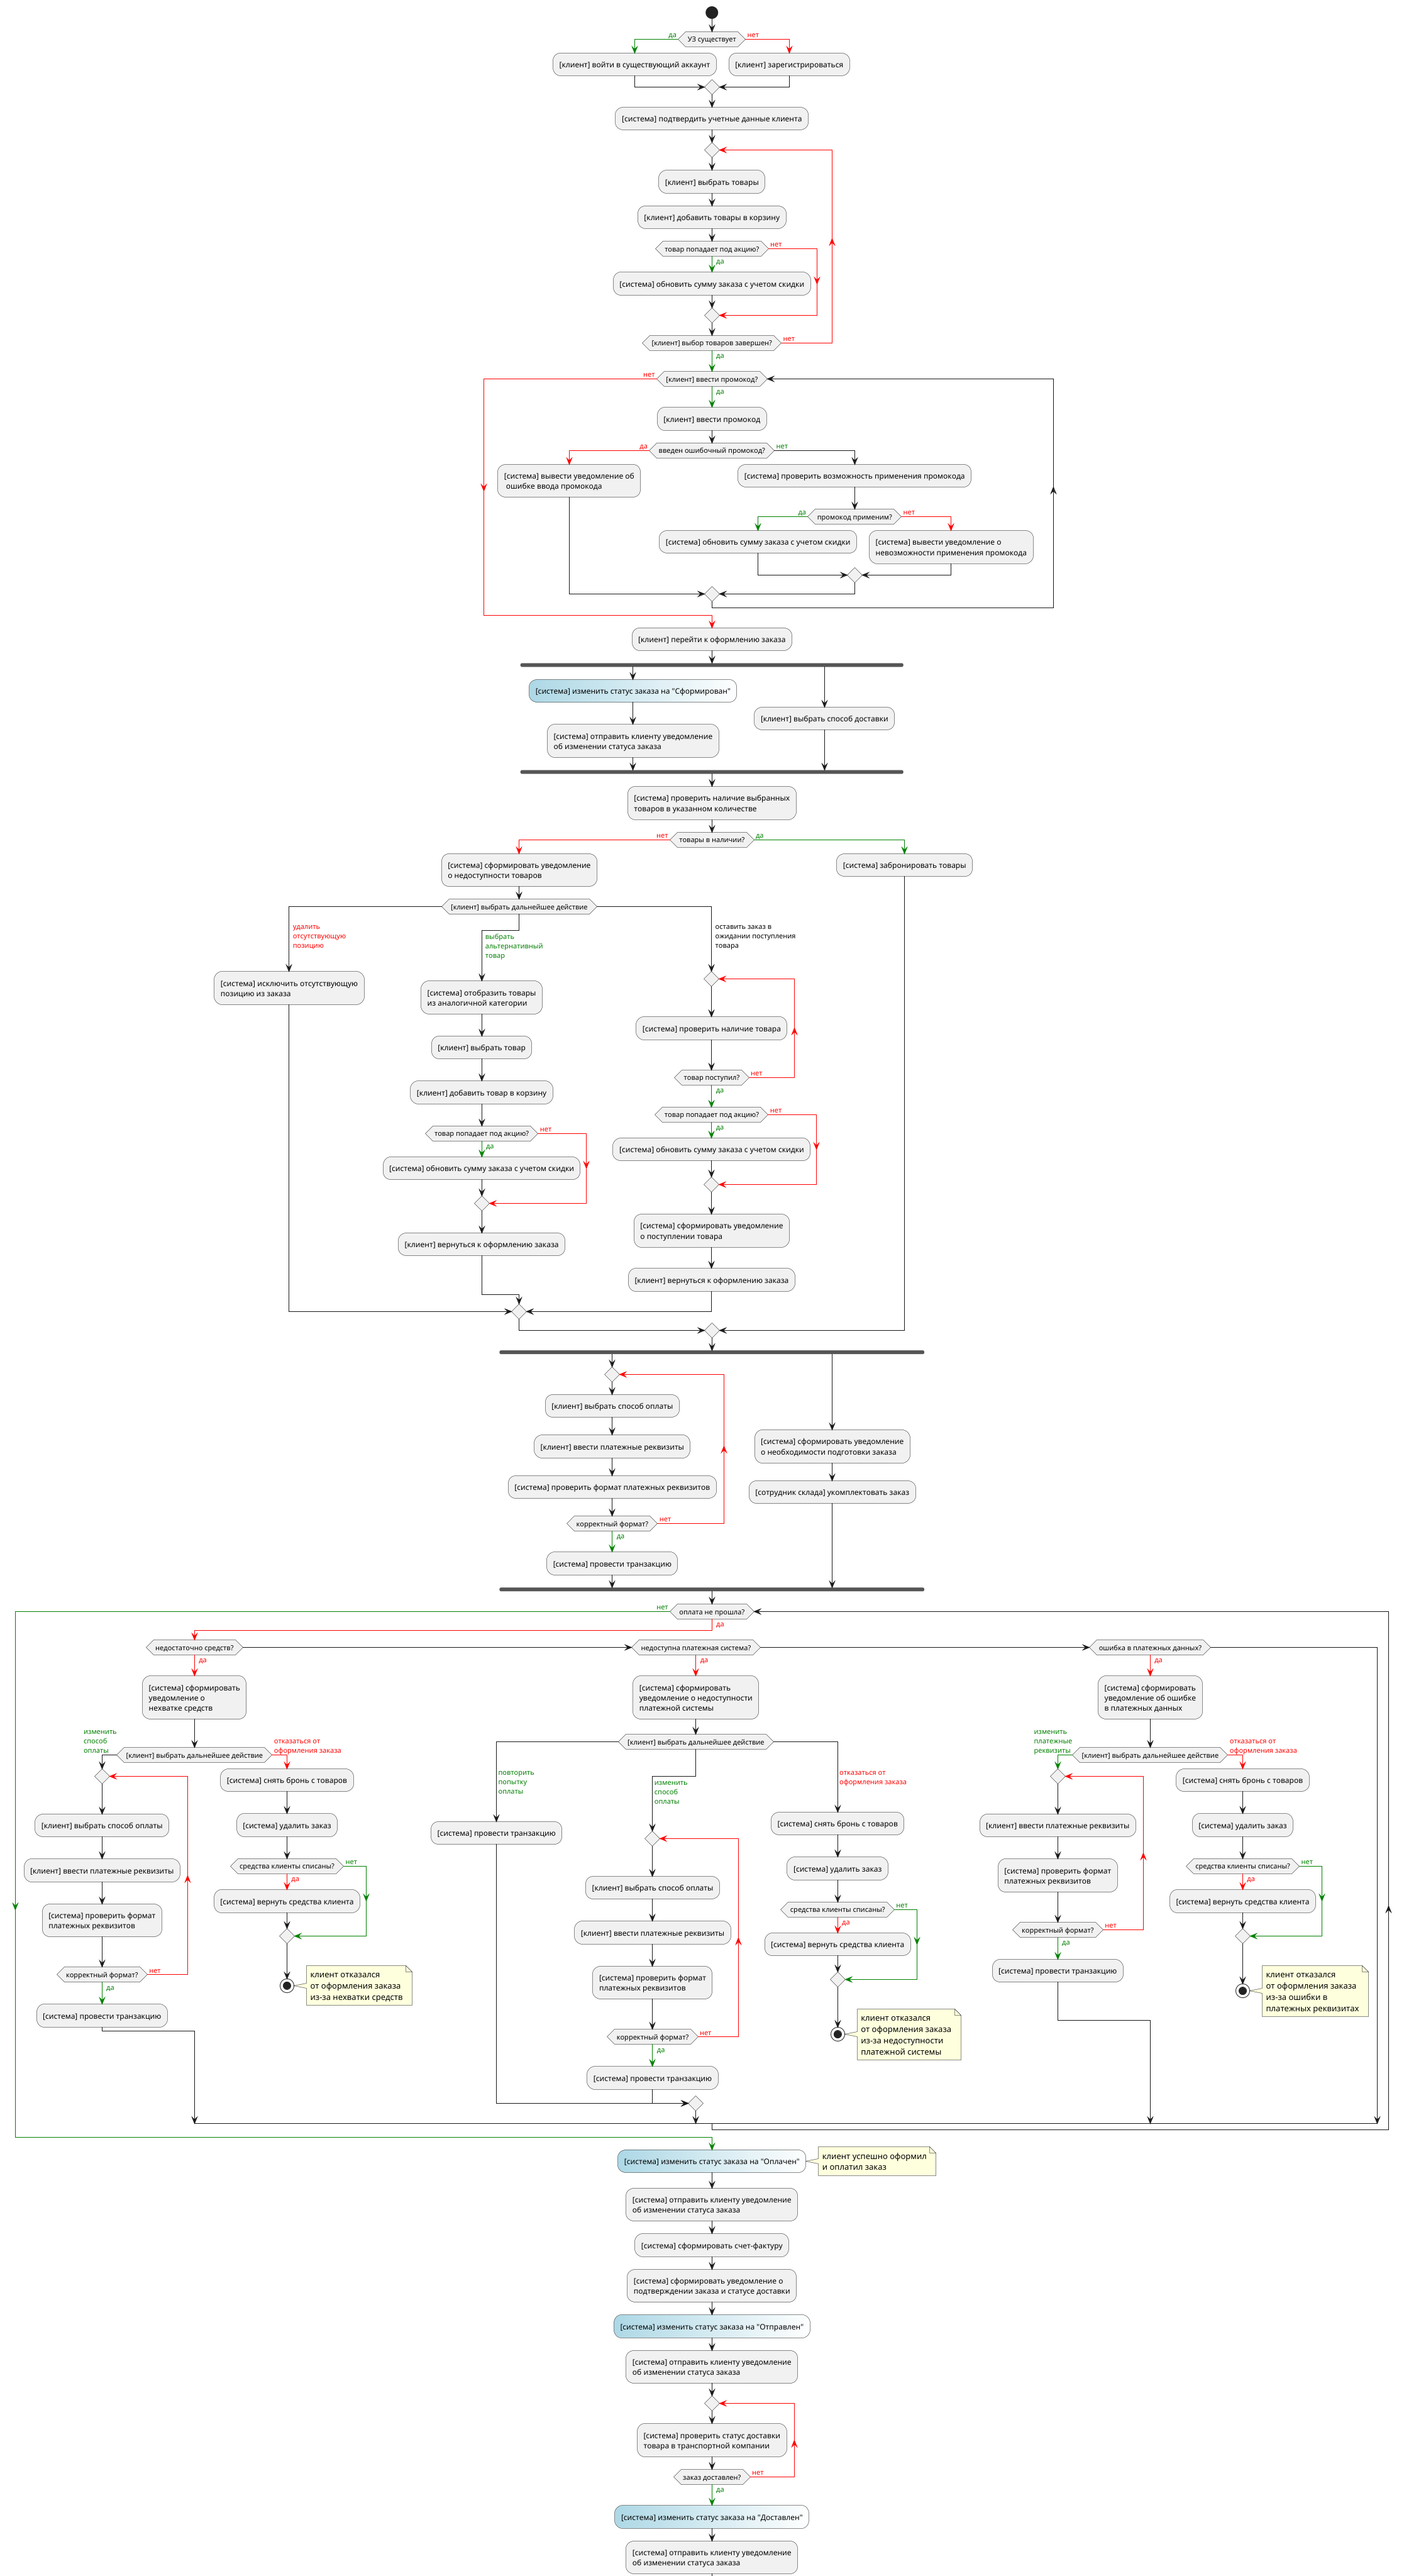 УЗ существует
да
нет
[клиент] войти в существующий аккаунт
[клиент] зарегистрироваться
[система] подтвердить учетные данные клиента
[клиент] выбрать товары
[клиент] добавить товары в корзину
товар попадает под акцию?
нет
да
[система] обновить сумму заказа с учетом скидки
[клиент] выбор товаров завершен?
нет
да
нет
[клиент] ввести промокод?
да
[клиент] ввести промокод
да
введен ошибочный промокод?
нет
[система] вывести уведомление об
ошибке ввода промокода
[система] проверить возможность применения промокода
да
промокод применим?
нет
[система] обновить сумму заказа с учетом скидки
[система] вывести уведомление о
невозможности применения промокода
[клиент] перейти к оформлению заказа
[система] изменить статус заказа на "Сформирован"
[система] отправить клиенту уведомление
об изменении статуса заказа
[клиент] выбрать способ доставки
[система] проверить наличие выбранных
товаров в указанном количестве
нет
товары в наличии?
да
[система] сформировать уведомление
о недоступности товаров
[система] забронировать товары
[клиент] выбрать дальнейшее действие
удалить
отсутствующую
позицию
[система] исключить отсутствующую
позицию из заказа
выбрать
альтернативный
товар
[система] отобразить товары
из аналогичной категории
[клиент] выбрать товар
[клиент] добавить товар в корзину
товар попадает под акцию?
нет
да
[система] обновить сумму заказа с учетом скидки
[клиент] вернуться к оформлению заказа
оставить заказ в
ожидании поступления
товара
[система] проверить наличие товара
товар поступил?
нет
да
товар попадает под акцию?
нет
да
[система] обновить сумму заказа с учетом скидки
[система] сформировать уведомление
о поступлении товара
[клиент] вернуться к оформлению заказа
[клиент] выбрать способ оплаты
[клиент] ввести платежные реквизиты
[система] проверить формат платежных реквизитов
корректный формат?
нет
да
[система] провести транзакцию
[система] сформировать уведомление
о необходимости подготовки заказа
[сотрудник склада] укомплектовать заказ
нет
оплата не прошла?
да
недостаточно средств?
да
[система] сформировать
уведомление о
нехватке средств
изменить
способ
оплаты
[клиент] выбрать дальнейшее действие
отказаться от
оформления заказа
[клиент] выбрать способ оплаты
[клиент] ввести платежные реквизиты
[система] проверить формат
платежных реквизитов
корректный формат?
нет
да
[система] провести транзакцию
[система] снять бронь с товаров
[система] удалить заказ
средства клиенты списаны?
нет
да
[система] вернуть средства клиента
клиент отказался
от оформления заказа
из-за нехватки средств
недоступна платежная система?
да
[система] сформировать
уведомление о недоступности
платежной системы
[клиент] выбрать дальнейшее действие
повторить
попытку
оплаты
[система] провести транзакцию
изменить
способ
оплаты
[клиент] выбрать способ оплаты
[клиент] ввести платежные реквизиты
[система] проверить формат
платежных реквизитов
корректный формат?
нет
да
[система] провести транзакцию
отказаться от
оформления заказа
[система] снять бронь с товаров
[система] удалить заказ
средства клиенты списаны?
нет
да
[система] вернуть средства клиента
клиент отказался
от оформления заказа
из-за недоступности
платежной системы
ошибка в платежных данных?
да
[система] сформировать
уведомление об ошибке
в платежных данных
изменить
платежные
реквизиты
[клиент] выбрать дальнейшее действие
отказаться от
оформления заказа
[клиент] ввести платежные реквизиты
[система] проверить формат
платежных реквизитов
корректный формат?
нет
да
[система] провести транзакцию
[система] снять бронь с товаров
[система] удалить заказ
средства клиенты списаны?
нет
да
[система] вернуть средства клиента
клиент отказался
от оформления заказа
из-за ошибки в
платежных реквизитах
[система] изменить статус заказа на "Оплачен"
клиент успешно оформил
и оплатил заказ
[система] отправить клиенту уведомление
об изменении статуса заказа
[система] сформировать счет-фактуру
[система] сформировать уведомление о
подтверждении заказа и статусе доставки
[система] изменить статус заказа на "Отправлен"
[система] отправить клиенту уведомление
об изменении статуса заказа
[система] проверить статус доставки
товара в транспортной компании
заказ доставлен?
нет
да
[система] изменить статус заказа на "Доставлен"
[система] отправить клиенту уведомление
об изменении статуса заказа